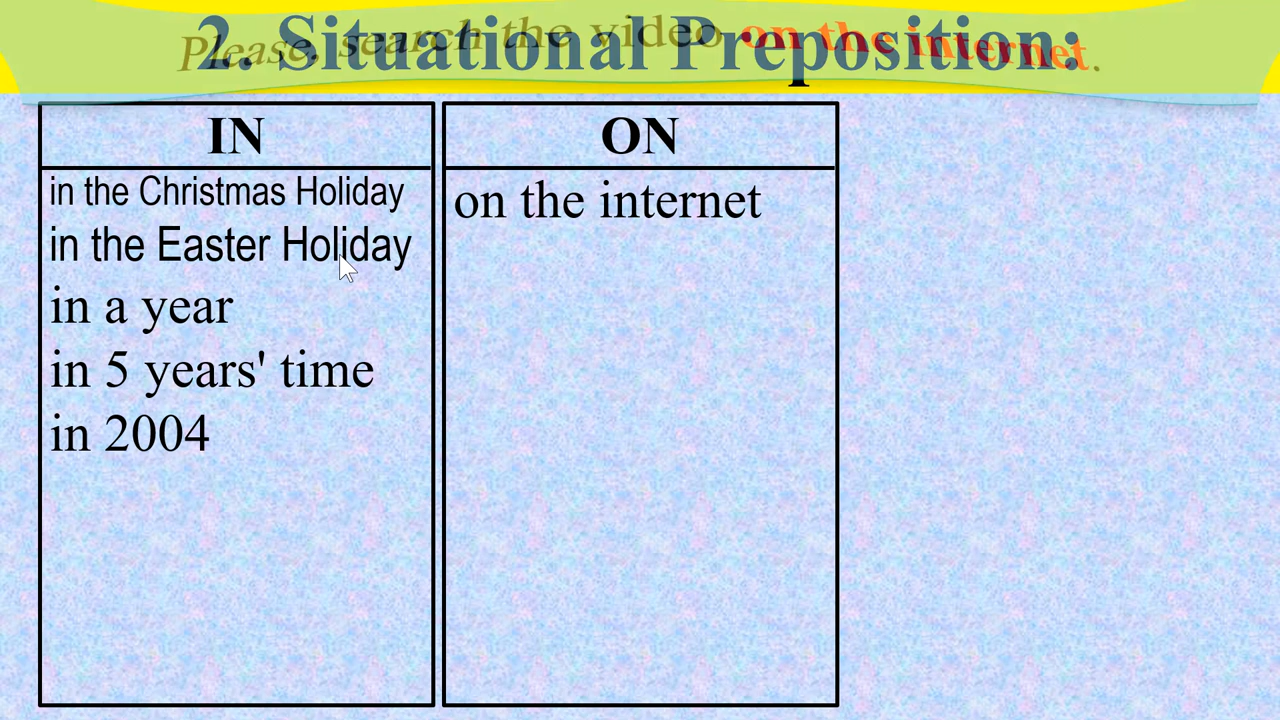 2. Situational Preposition:
Please, search the video on the internet.
IN
in the Christmas Holiday
in the Easter Holiday
in a year
in 5 years' time
in 2004
ON
on the internet